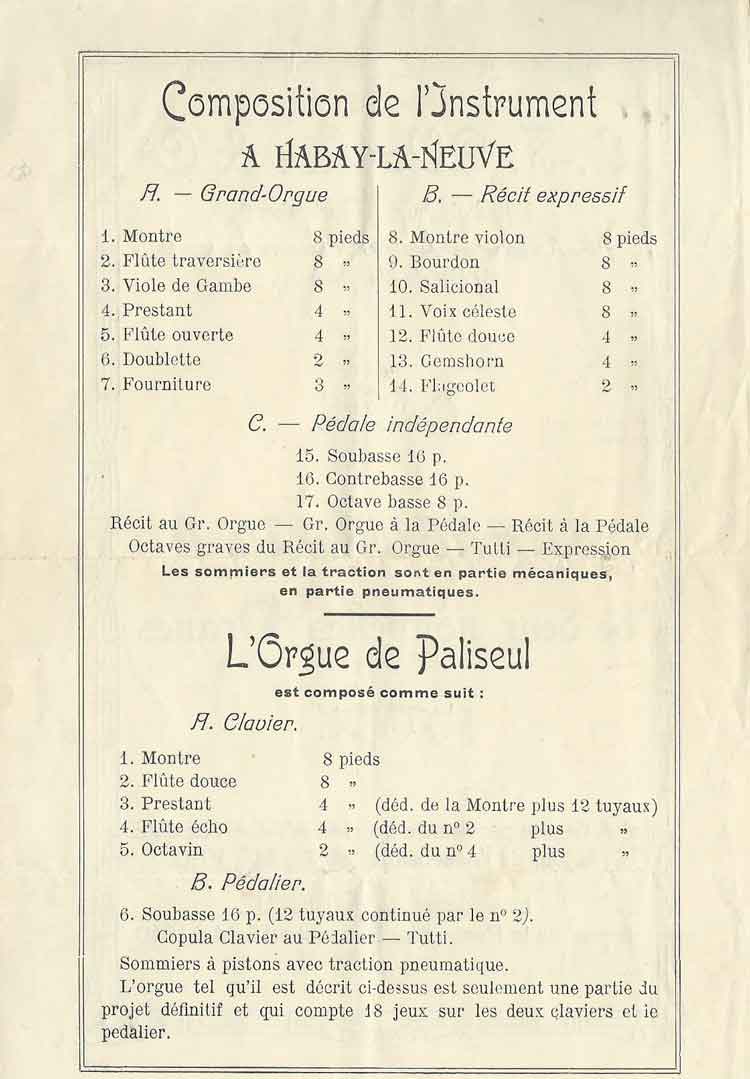 Composition de l'Instrument
A HABAY-LA-NEUVE
A. — Grand-Orgue
1. Montre 8 pieds
2. Flûte traversière 8 „
3. Viole de Gambe 8 „
4. Prestant 4 „
5. Flûte ouverte 4 „
6. Doublette 2 „
7. Fourniture 3 „
B. — Récit expressif
8. Montre violon 8 pieds
9. Bourdon 8 „
10. Salicional 8 „
11. Voix céleste 8 „
12. Flûte douce 4 „
13. Gemshorn 4 „
14. Flageolet 2 „
C. — Pédale indépendante
15. Soubasse 16 p.
16. Contrebasse 16 p.
17. Octave basse 8 p.
Récit au Gr. Orgue — Gr. Orgue à la Pédale — Récit à la Pédale
Octaves graves du Récit au Gr. Orgue — Tutti — Expression
Les sommiers et la traction sont en partie mécaniques,
en partie pneumatiques.
L'Orgue de Paliseul
est composé comme suit :
A. Clavier.
1. Montre 8 pieds
2. Flûte douce 8 „
3. Prestant 4 „ (déd. de la Montre plus 12 tuyaux)
4. Flûte écho 4 „ (déd. du nº 2 plus „
5. Octavin 2 „ (déd. du nº 4 plus „
B. Pédalier.
6. Soubasse 16 p. (12 tuyaux continué par le nº 2).
Copula Clavier au Pédalier — Tutti.
Sommiers à pistons avec traction pneumatique.
L'orgue tel qu'il est décrit ci-dessus est seulement une partie du
projet définitif et qui compte 18 jeux sur les deux claviers et le
pedalier.